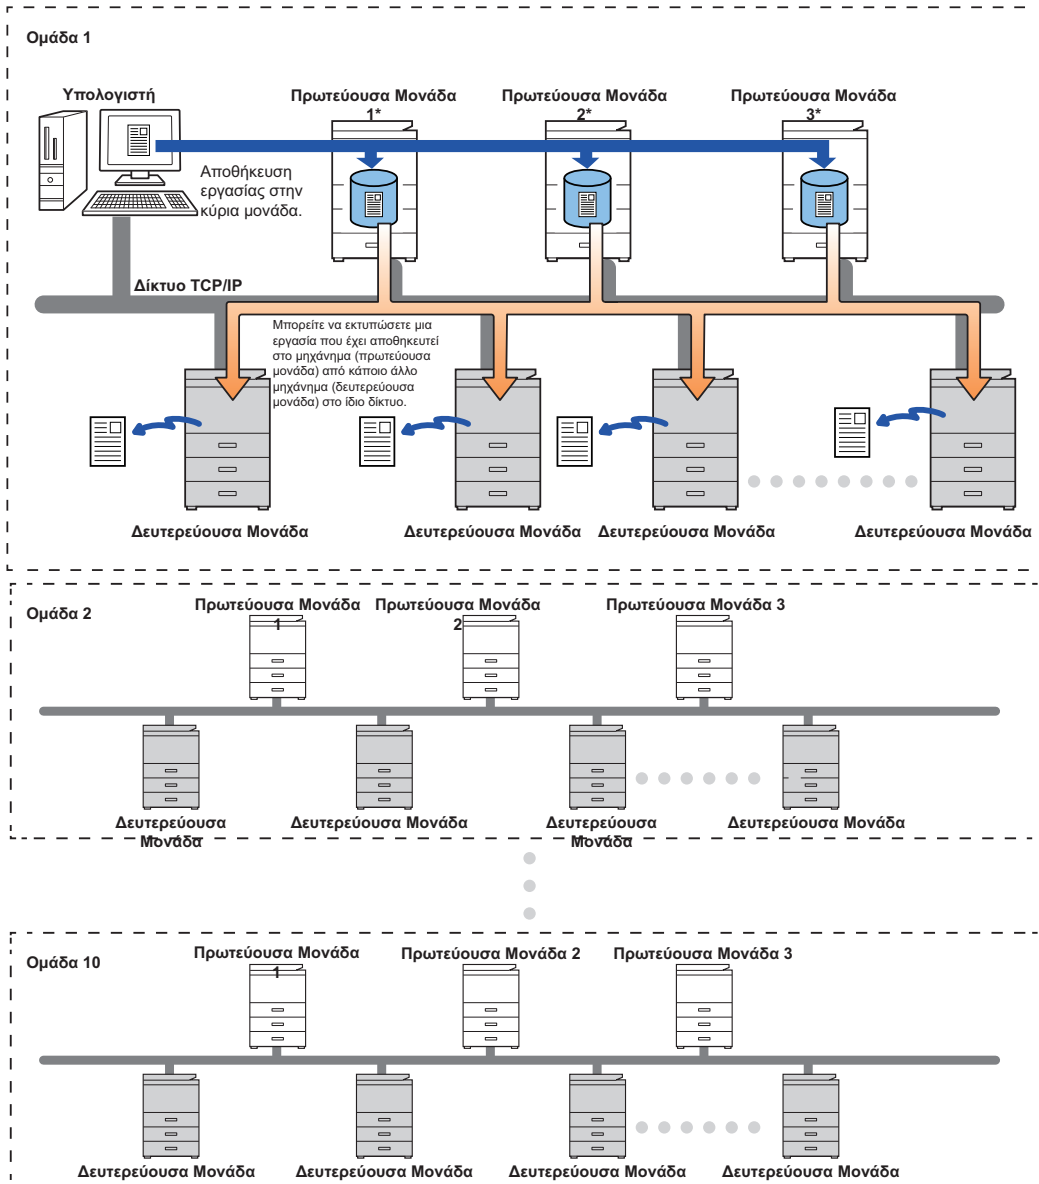 Ομάδα 1
Υπολογιστή
Πρωτεύουσα Μονάδα
1*
Πρωτεύουσα Μονάδα
2*
Πρωτεύουσα Μονάδα
3*
Αποθήκευση
εργασίας στην
κύρια μονάδα.
Δίκτυο TCP/IP
Μπορείτε να εκτυπώσετε μια
εργασία που έχει αποθηκευτεί
στο μηχάνημα (πρωτεύουσα
μονάδα) από κάποιο άλλο
μηχάνημα (δευτερεύουσα
μονάδα) στο ίδιο δίκτυο.
Δευτερεύουσα Μονάδα
Δευτερεύουσα Μονάδα
Δευτερεύουσα Μονάδα
Δευτερεύουσα Μονάδα
Ομάδα 2
Πρωτεύουσα Μονάδα
1
Πρωτεύουσα Μονάδα
2
Πρωτεύουσα Μονάδα 3
Δευτερεύουσα
Μονάδα
Δευτερεύουσα Μονάδα
Δευτερεύουσα
Μονάδα
Δευτερεύουσα Μονάδα
Ομάδα 10
Πρωτεύουσα Μονάδα
1
Πρωτεύουσα Μονάδα 2
Πρωτεύουσα Μονάδα 3
Δευτερεύουσα Μονάδα
Δευτερεύουσα Μονάδα
Δευτερεύουσα Μονάδα
Δευτερεύουσα Μονάδα